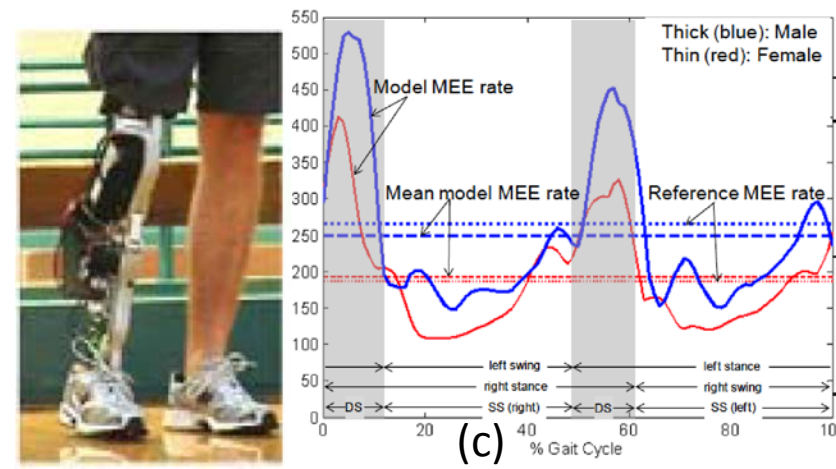 550
500
450
400
350
300
250
200
150
100
50
0
Thick (blue): Male
Thin (red): Female
Model MEE rate
Mean model MEE rate
Reference MEE rate
left swing
left stance
right stance
right swing
DS
SS (right)
DS
SS (left)
0
20
40
60
80
10
(c)
% Gait Cycle